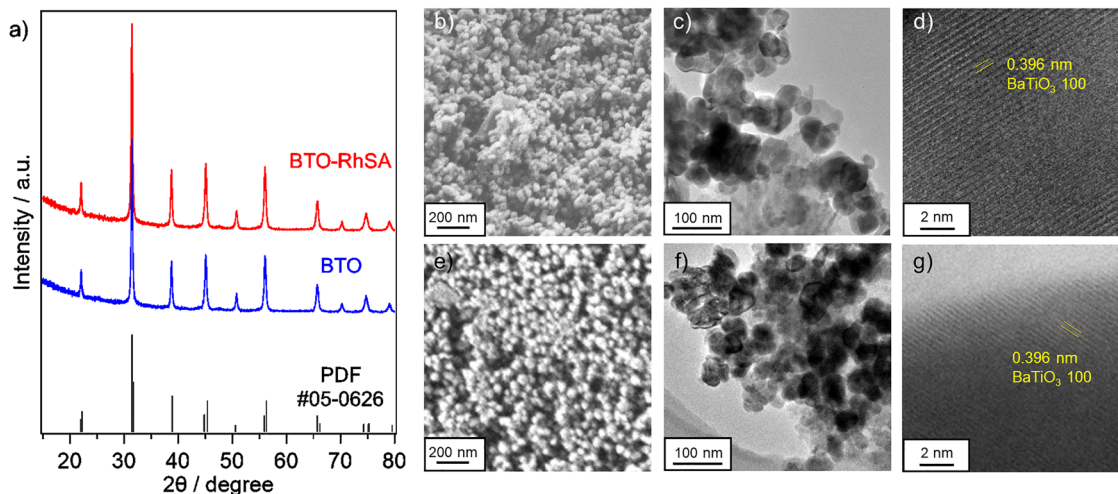 a)
Intensity / a.u.
BTO-RhSA
BTO
PDF
#05-0626
20 30 40 50 60 70 80
2θ / degree
b)
200 nm
c)
100 nm
d)
0.396 nm
BaTiO₃ 100
2 nm
e)
200 nm
f)
100 nm
g)
0.396 nm
BaTiO₃ 100
2 nm